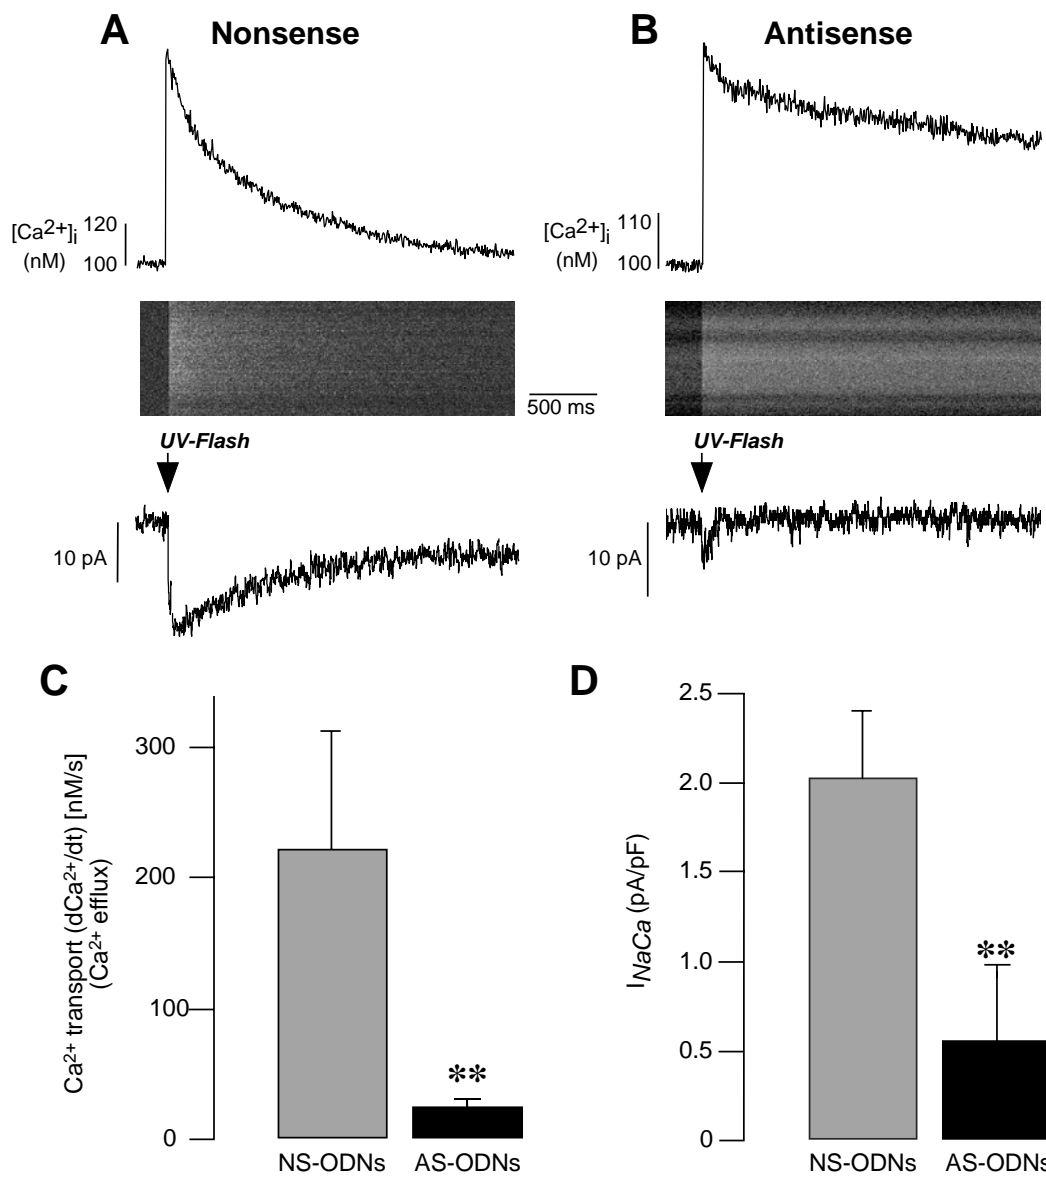 A Nonsense
B Antisense
[Ca2+]i
(nM)
120
100
[Ca2+]i
(nM)
110
100
500 ms
UV-Flash
UV-Flash
10 pA
10 pA
C
D
Ca2+ transport (dCa2+/dt) [nM/s]
(Ca2+ efflux)
300
200
100
0
**
NS-ODNs AS-ODNs
INaCa (pA/pF)
2.5
2.0
1.5
1.0
0.5
0
**
NS-ODNs AS-ODNs